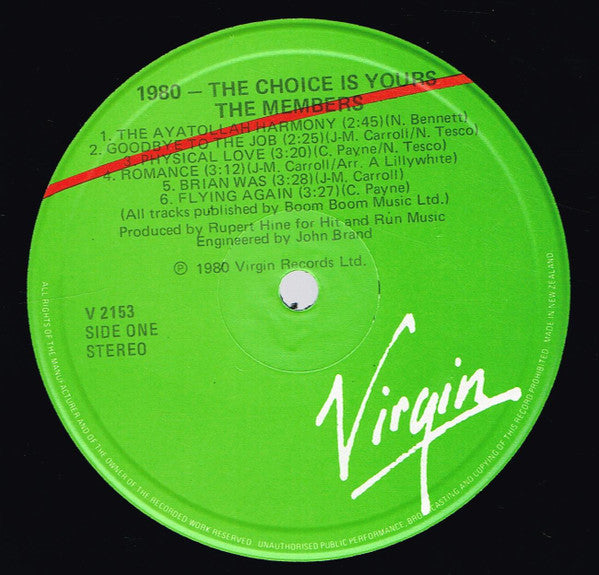 1980 – THE CHOICE IS YOURS
THE MEMBERS
1. THE AYATOLLAH HARMONY (2:45)(N. Bennett)
2. GOODBYE TO THE JOB (2:25)(J-M. Carroll/N. Tesco)
3. PHYSICAL LOVE (3:20)(C. Payne/N. Tesco)
4. ROMANCE (3:12)(J-M. Carroll/Arr. A Lillywhite)
5. BRIAN WAS (3:28)(J-M. Carroll)
6. FLYING AGAIN (3:27)(C. Payne)
(All tracks published by Boom Boom Music Ltd.)
Produced by Rupert Hine for Hit and Run Music
Engineered by John Brand
℗ 1980 Virgin Records Ltd.
V 2153
SIDE ONE
STEREO
Virgin
ALL RIGHTS OF THE MANUFACTURER AND OF THE OWNER OF THE RECORDED WORK RESERVED. UNAUTHORISED PUBLIC PERFORMANCE, BROADCASTING AND COPYING OF THIS RECORD PROHIBITED. MADE IN NEW ZEALAND